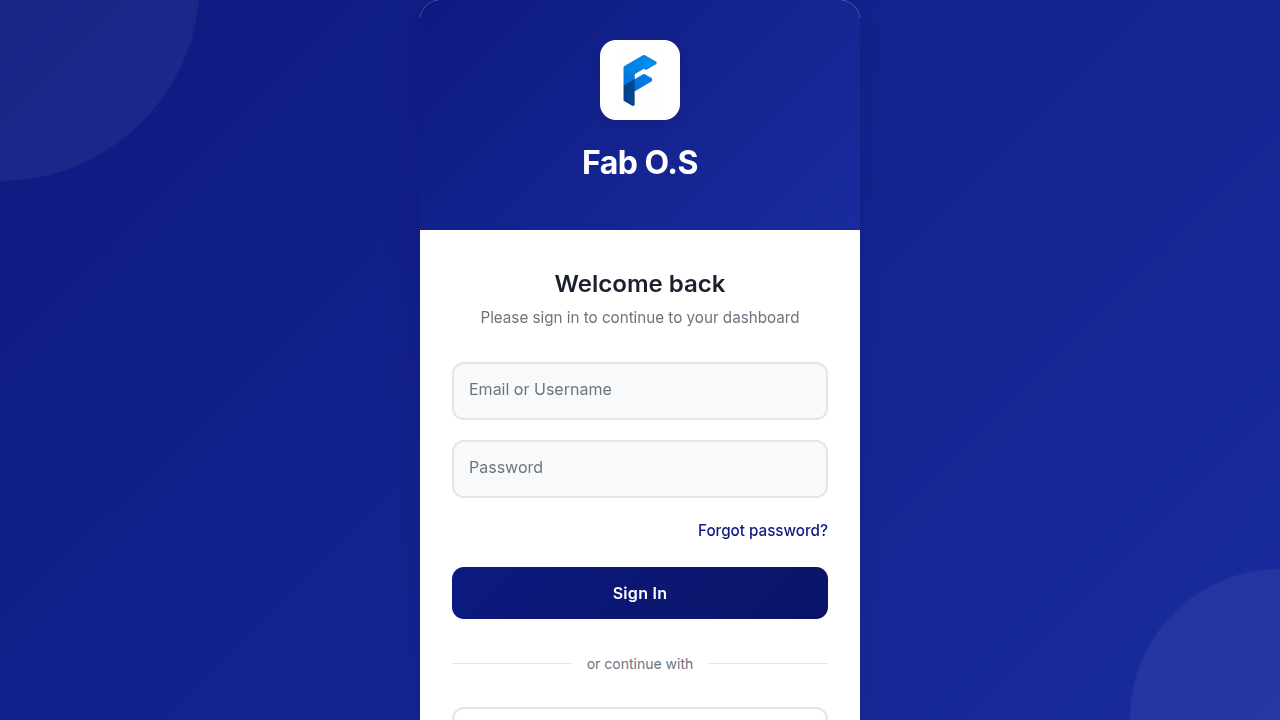 Fab O.S
Welcome back
Please sign in to continue to your dashboard
Email or Username
Password
Forgot password?
Sign In
or continue with